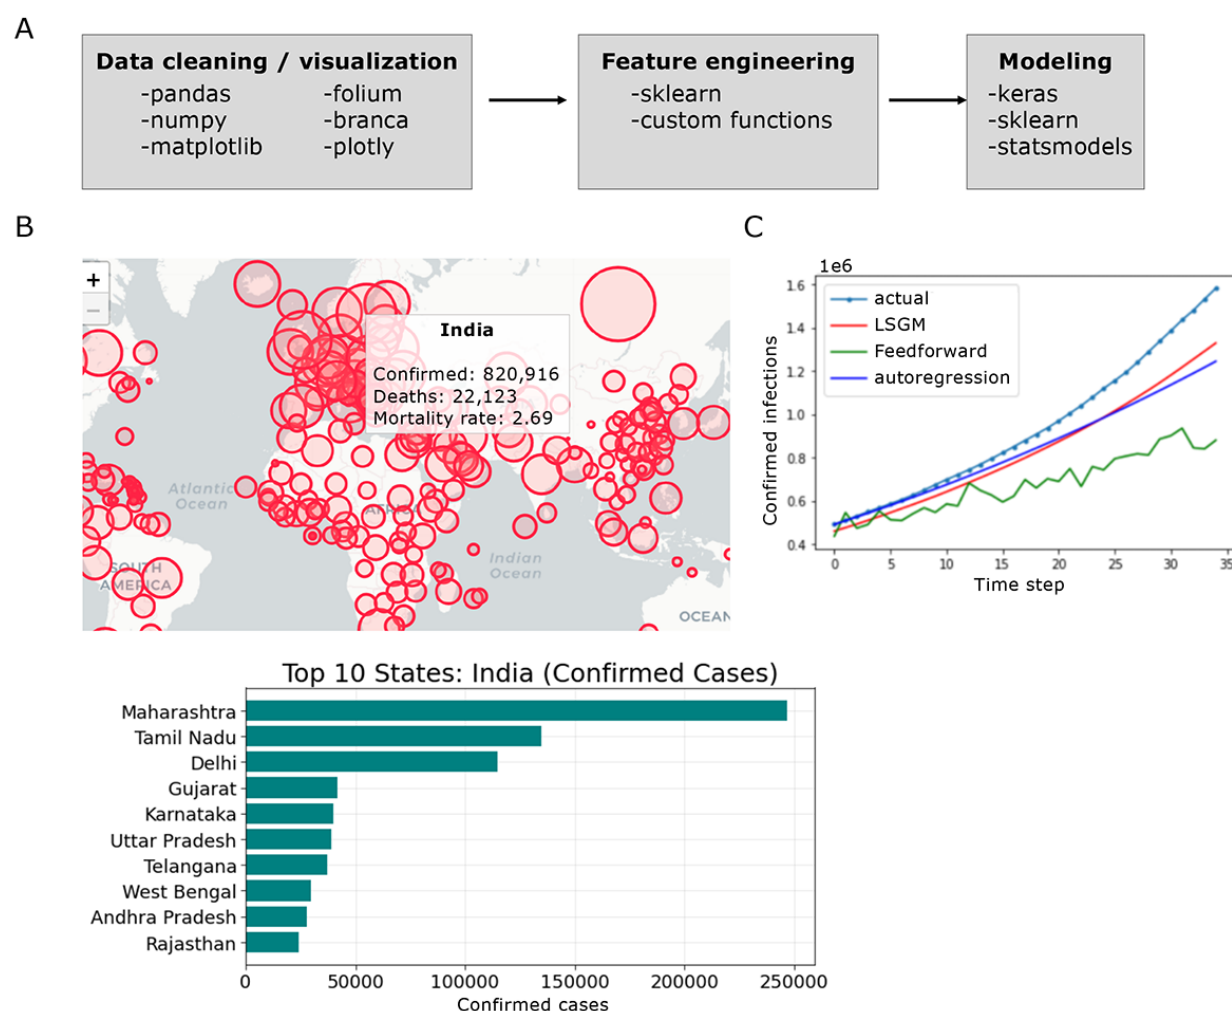 A
Data cleaning / visualization
-pandas
-numpy
-matplotlib
-folium
-branca
-plotly
Feature engineering
-sklearn
-custom functions
Modeling
-keras
-sklearn
-statsmodels
B
+
−
India
Confirmed: 820,916
Deaths: 22,123
Mortality rate: 2.69
Atlantic
Ocean
AFRICA
Indian
Ocean
SOUTH
AMERICA
OCEAN
C
1e6
1.6
1.4
1.2
1.0
0.8
0.6
0.4
Confirmed infections
actual
LSGM
Feedforward
autoregression
0 5 10 15 20 25 30 35
Time step
Top 10 States: India (Confirmed Cases)
Maharashtra
Tamil Nadu
Delhi
Gujarat
Karnataka
Uttar Pradesh
Telangana
West Bengal
Andhra Pradesh
Rajasthan
0 50000 100000 150000 200000 250000
Confirmed cases